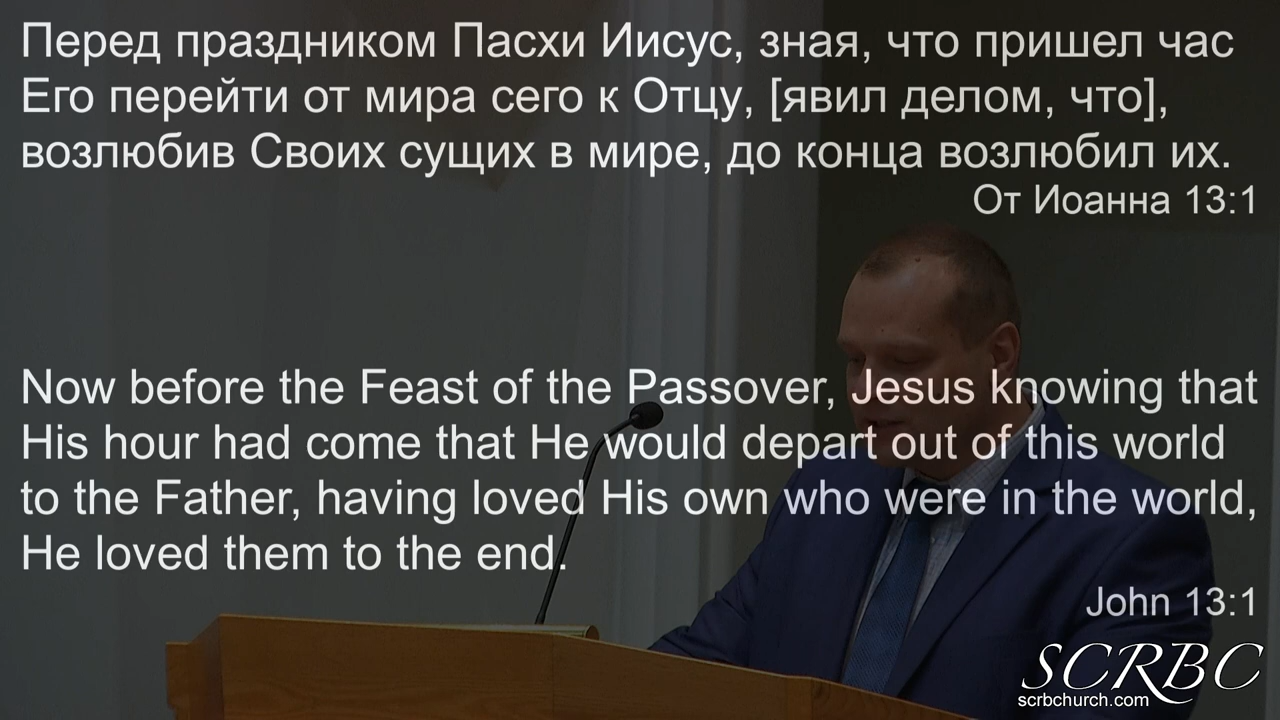 Перед праздником Пасхи Иисус, зная, что пришел час
Его перейти от мира сего к Отцу, [явил делом, что],
возлюбив Своих сущих в мире, до конца возлюбил их.
От Иоанна 13:1
Now before the Feast of the Passover, Jesus knowing that
His hour had come that He would depart out of this world
to the Father, having loved His own who were in the world,
He loved them to the end.
John 13:1
SCRBC
scrbchurch.com